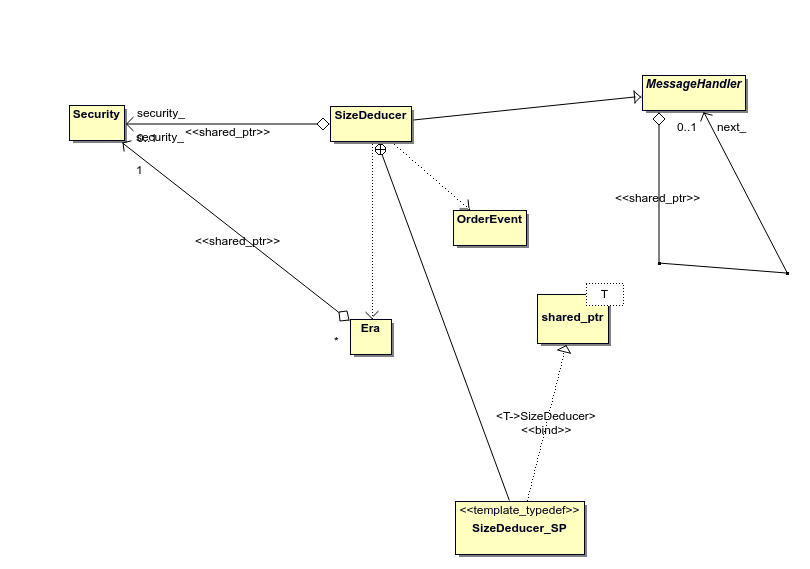 MessageHandler
Security
security_
SizeDeducer
0..1
next_
<<shared_ptr>>
security_
0..1
1
<<shared_ptr>>
OrderEvent
<<shared_ptr>>
T
shared_ptr
Era
*
<T->SizeDeducer>
<<bind>>
<<template_typedef>>
SizeDeducer_SP